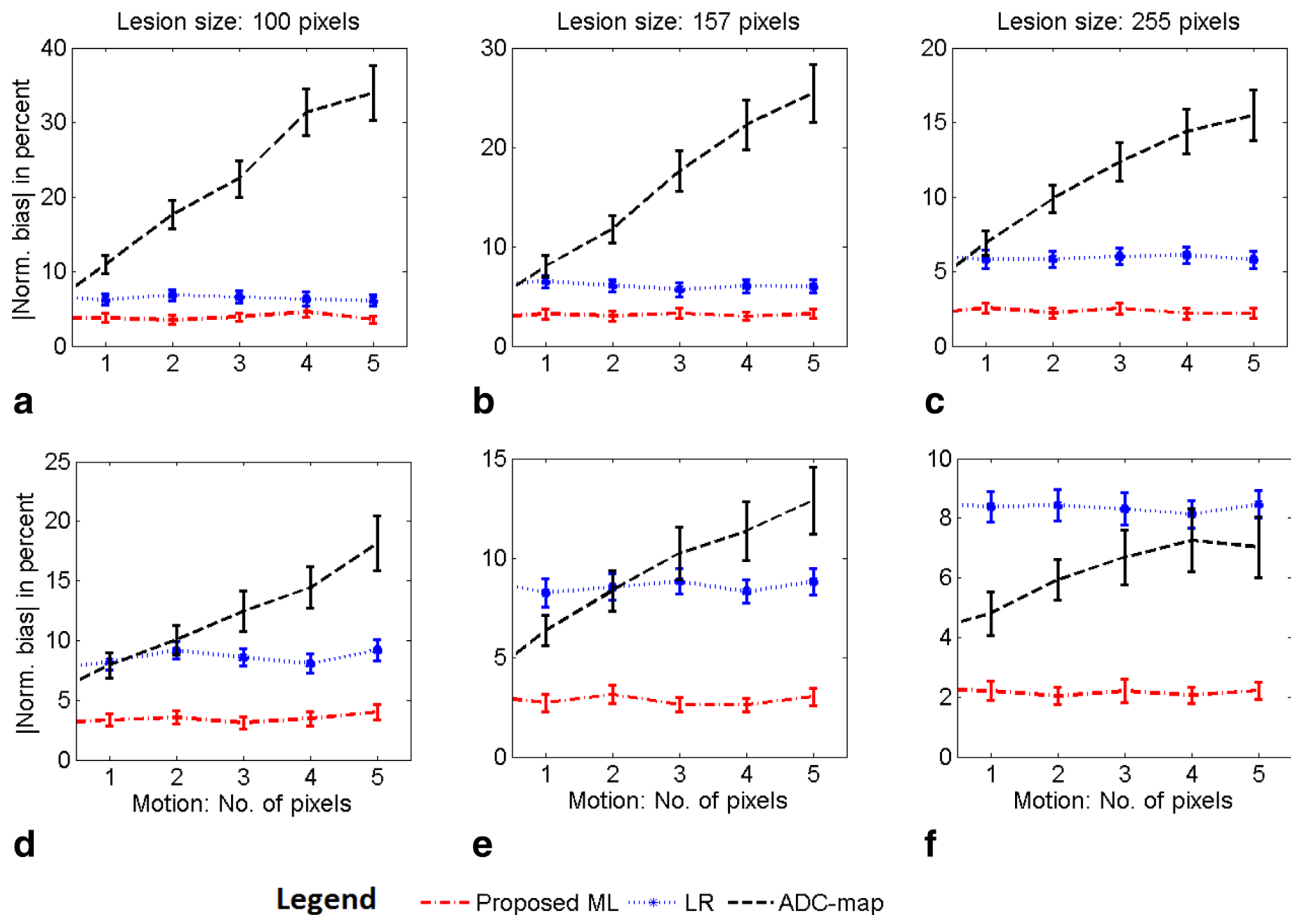 Lesion size: 100 pixels
Lesion size: 157 pixels
Lesion size: 255 pixels
|Norm. bias| in percent
40
30
20
10
0
1 2 3 4 5
30
20
10
0
1 2 3 4 5
20
15
10
5
0
1 2 3 4 5
a
b
c
|Norm. bias| in percent
25
20
15
10
5
0
1 2 3 4 5
Motion: No. of pixels
15
10
5
0
1 2 3 4 5
Motion: No. of pixels
10
8
6
4
2
0
1 2 3 4 5
Motion: No. of pixels
d
e
f
Legend Proposed ML LR ADC-map